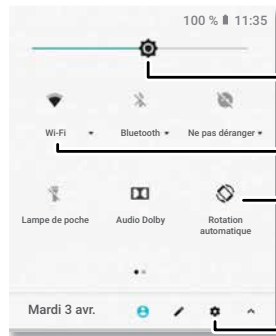 100 % 11:35
Wi-Fi Bluetooth Ne pas déranger
Lampe de poche Audio Dolby Rotation
automatique
Mardi 3 avr.